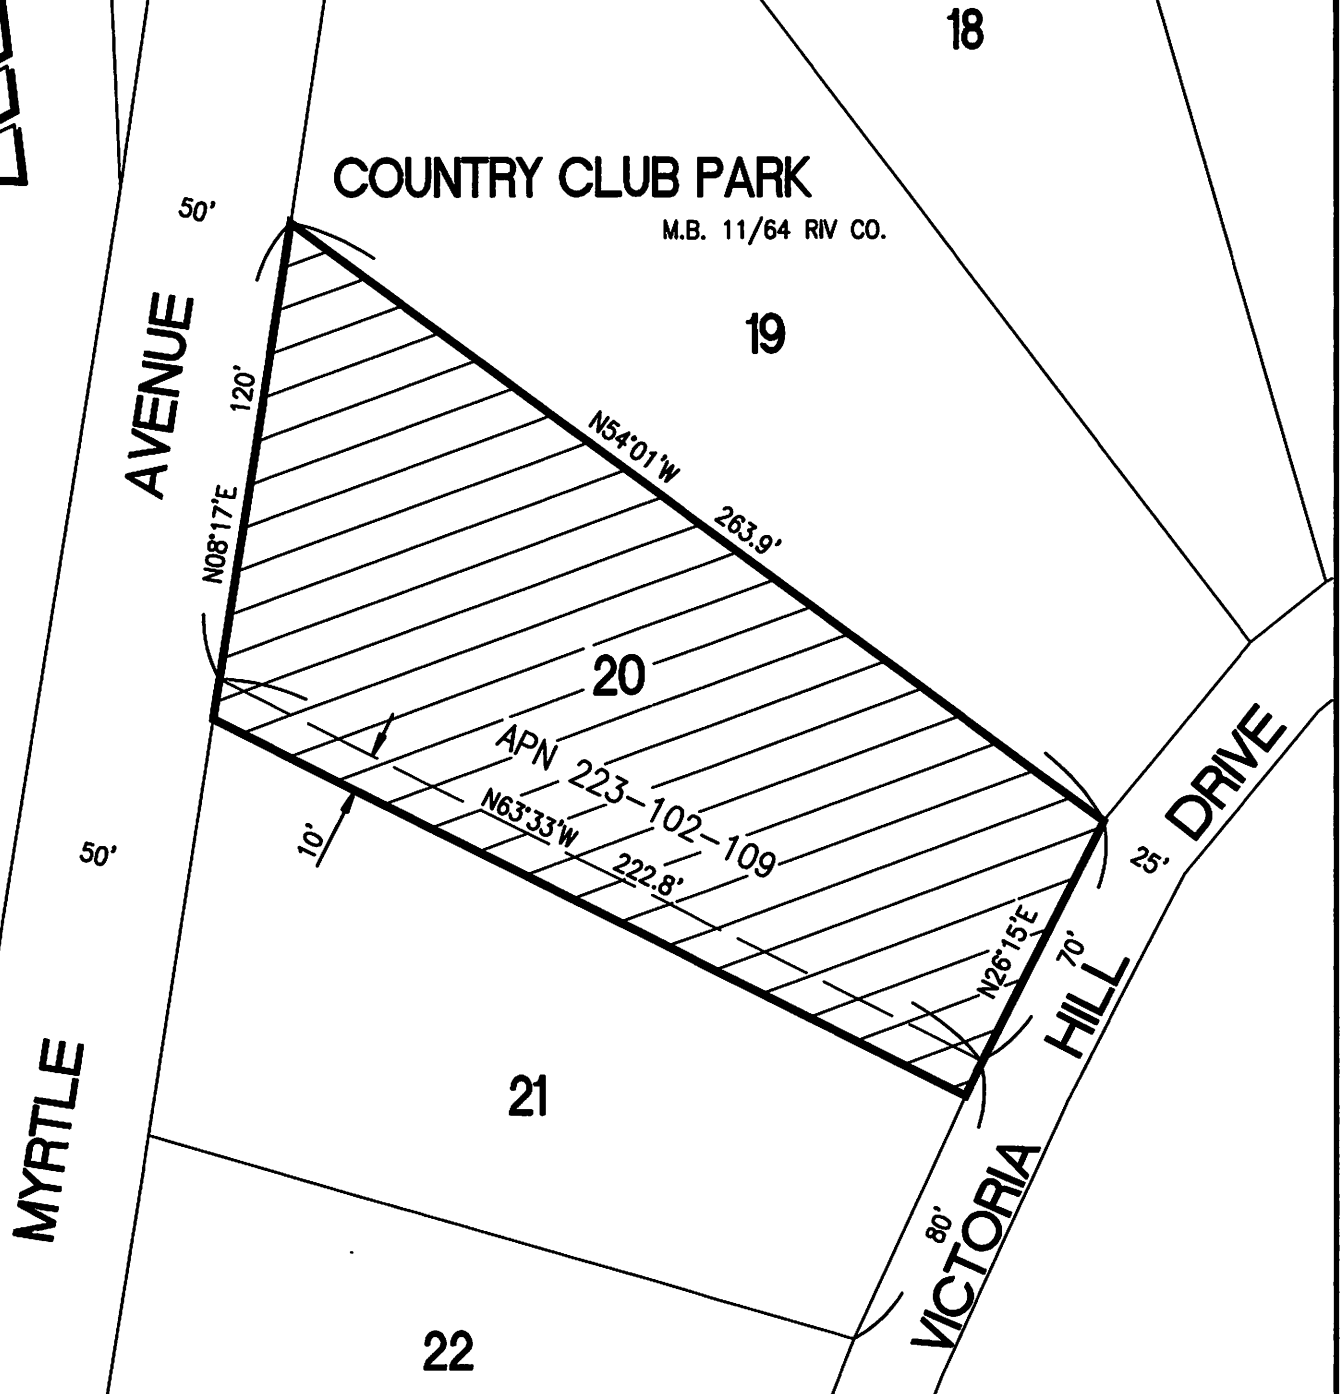 18
COUNTRY CLUB PARK
M.B. 11/64 RIV CO.
50'
19
MYRTLE AVENUE
120'
N08°17'E
N54°01'W 263.9'
20
APN 223-102-109
N63°33'W 222.8'
10'
50'
25'
N26°15'E
70'
VICTORIA HILL DRIVE
21
80'
22